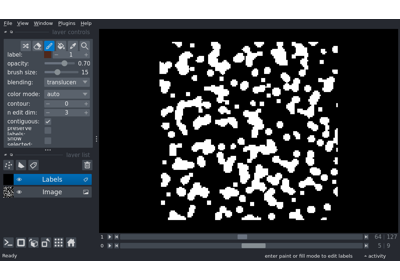 File View Window Plugins Help
layer controls
label: 1
opacity: 0.70
brush size: 15
blending: translucen
color mode: auto
contour: 0
n edit dim: 3
contiguous:
preserve labels:
show selected:
layer list
Labels
Image
1 64 127
0 5 9
Ready enter paint or fill mode to edit labels activity